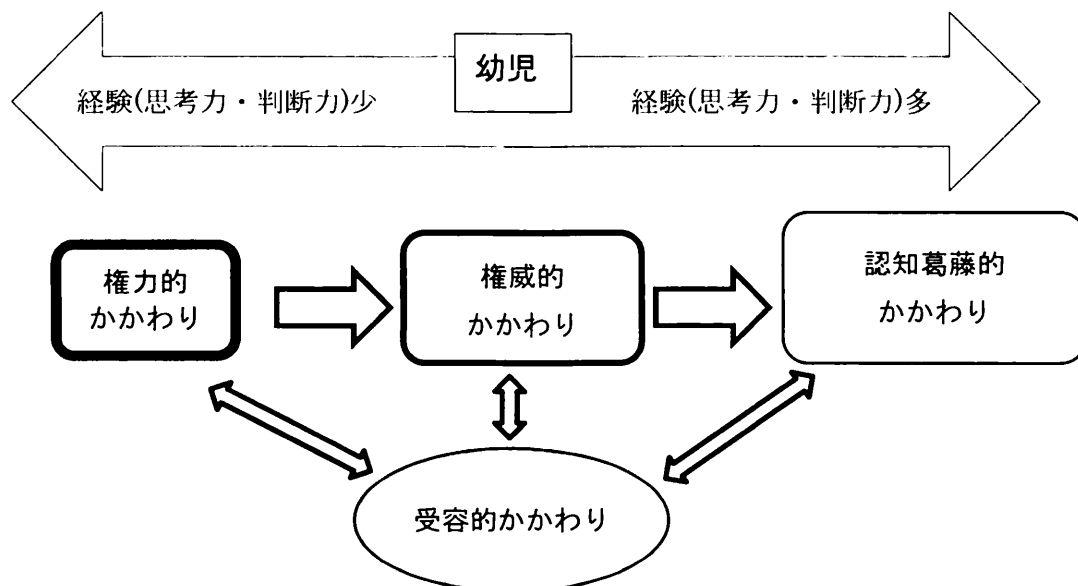 幼児
経験(思考力・判断力)少
経験(思考力・判断力)多
権力的
かかわり
権威的
かかわり
認知葛藤的
かかわり
受容的かかわり